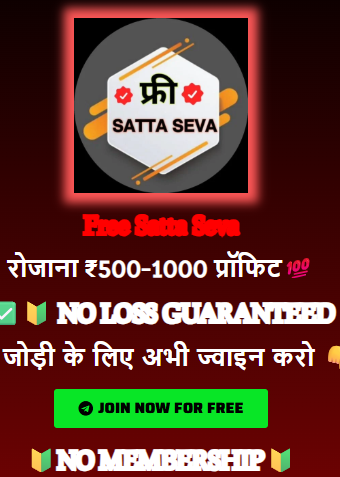 फ्री
SATTA SEVA
Free Satta Seva
रोजाना ₹500-1000 प्रॉफिट 💯
✅ 🔰 NO LOSS GUARANTEED
जोड़ी के लिए अभी ज्वाइन करो
JOIN NOW FOR FREE
🔰 NO MEMBERSHIP 🔰